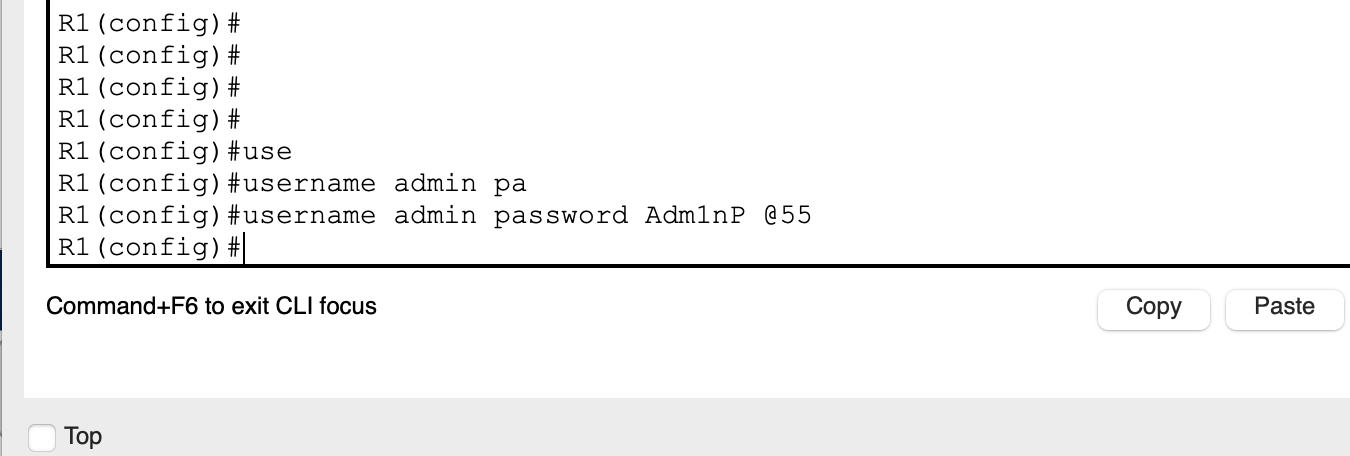 R1(config)#
R1(config)#
R1(config)#
R1(config)#
R1(config)#use
R1(config)#username admin pa
R1(config)#username admin password Adm1nP @55
R1(config)#
Command+F6 to exit CLI focus
Copy
Paste
Top